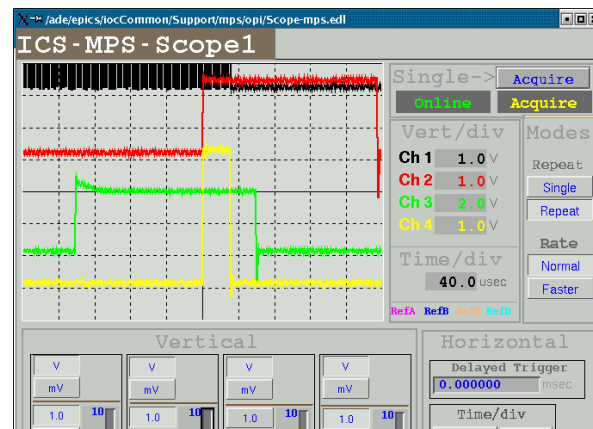 /ade/epics/iocCommon/Support/mps/opi/Scope-mps.edl
ICS-MPS-Scope1
Single-> Acquire
Online Acquire
Vert/div
Ch 1 1.0 V
Ch 2 1.0 V
Ch 3 2.0 V
Ch 4 1.0 V
Time/div
40.0 usec
RefA RefB RefC RefD
Modes
Repeat
Single
Repeat
Rate
Normal
Faster
Vertical
V V V V
mV mV mV mV
1.0 10 1.0 10 1.0 10 1.0 10
Horizontal
Delayed Trigger
0.000000 msec
Time/div